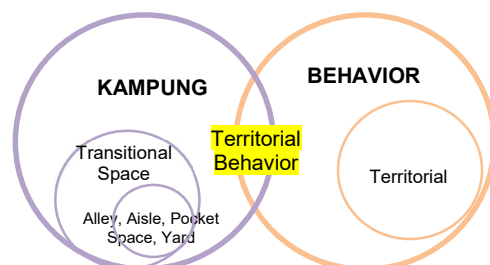 KAMPUNG
BEHAVIOR
Territorial
Behavior
Transitional
Space
Territorial
Alley, Aisle, Pocket
Space, Yard